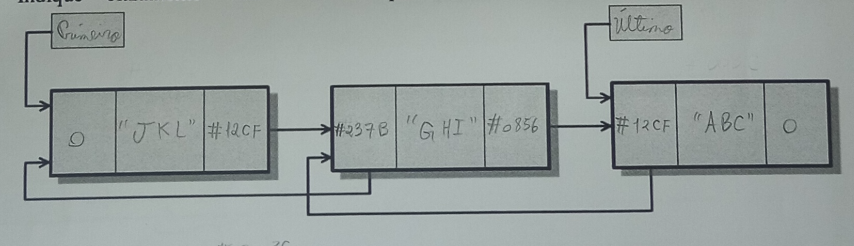 Primeiro
Último
0 "JKL" #12CF
#237B "GHI" #0856
#12CF "ABC" 0